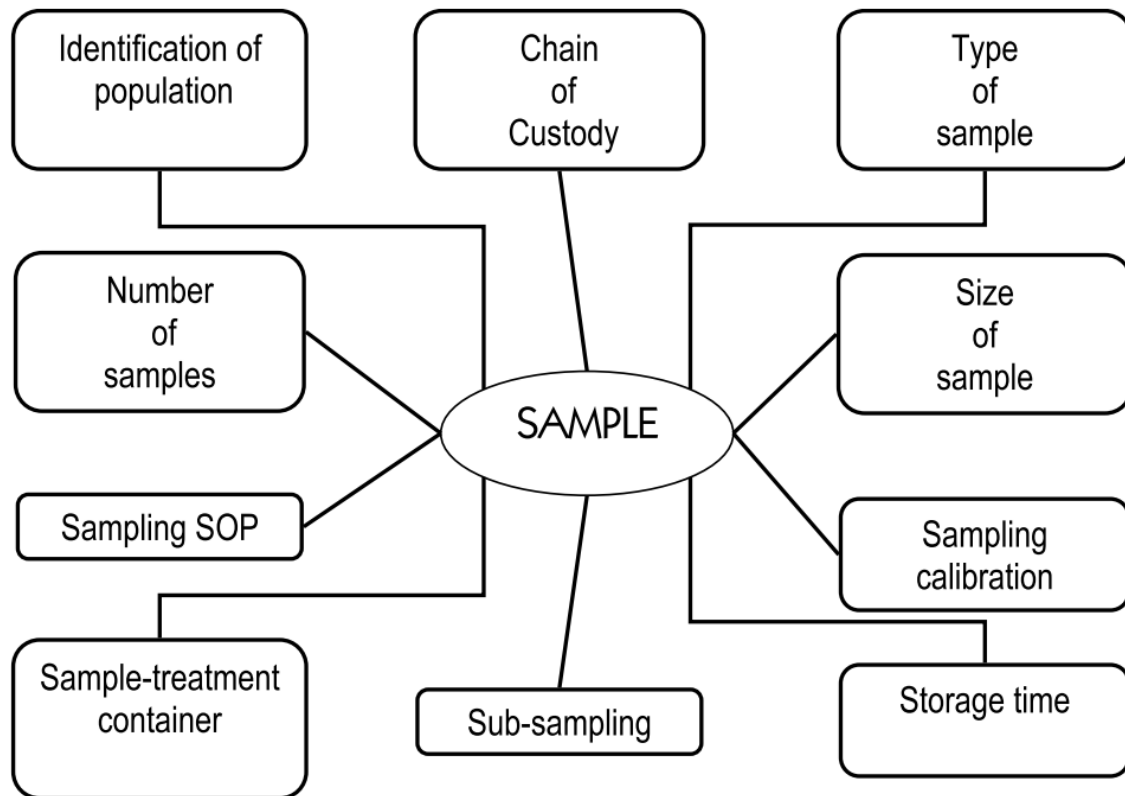 Identification of
population
Chain
of
Custody
Type
of
sample
Number
of
samples
Size
of
sample
SAMPLE
Sampling SOP
Sampling
calibration
Sample-treatment
container
Sub-sampling
Storage time